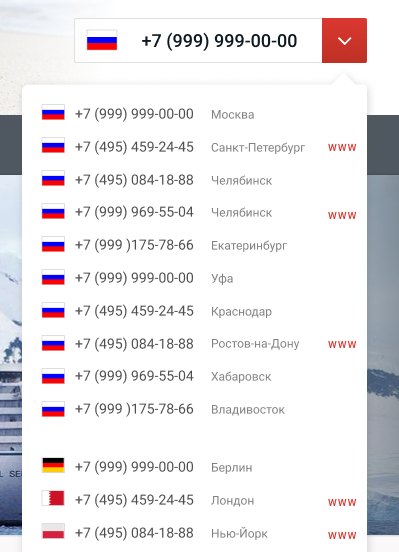 +7 (999) 999-00-00
+7 (999) 999-00-00 Москва
+7 (495) 459-24-45 Санкт-Петербург www
+7 (495) 084-18-88 Челябинск
+7 (999) 969-55-04 Челябинск www
+7 (999 )175-78-66 Екатеринбург
+7 (999) 999-00-00 Уфа
+7 (495) 459-24-45 Краснодар
+7 (495) 084-18-88 Ростов-на-Дону www
+7 (999) 969-55-04 Хабаровск
+7 (999 )175-78-66 Владивосток
+7 (999) 999-00-00 Берлин
L SE
+7 (495) 459-24-45 Лондон www
+7 (495) 084-18-88 Нью-Йорк www